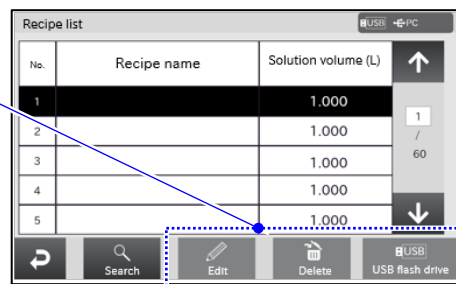 Recipe list
USB PC
No. Recipe name Solution volume (L)
1 1.000
2 1.000
3 1.000
4 1.000
5 1.000
1
/
60
Search
Edit
Delete
USB
USB flash drive